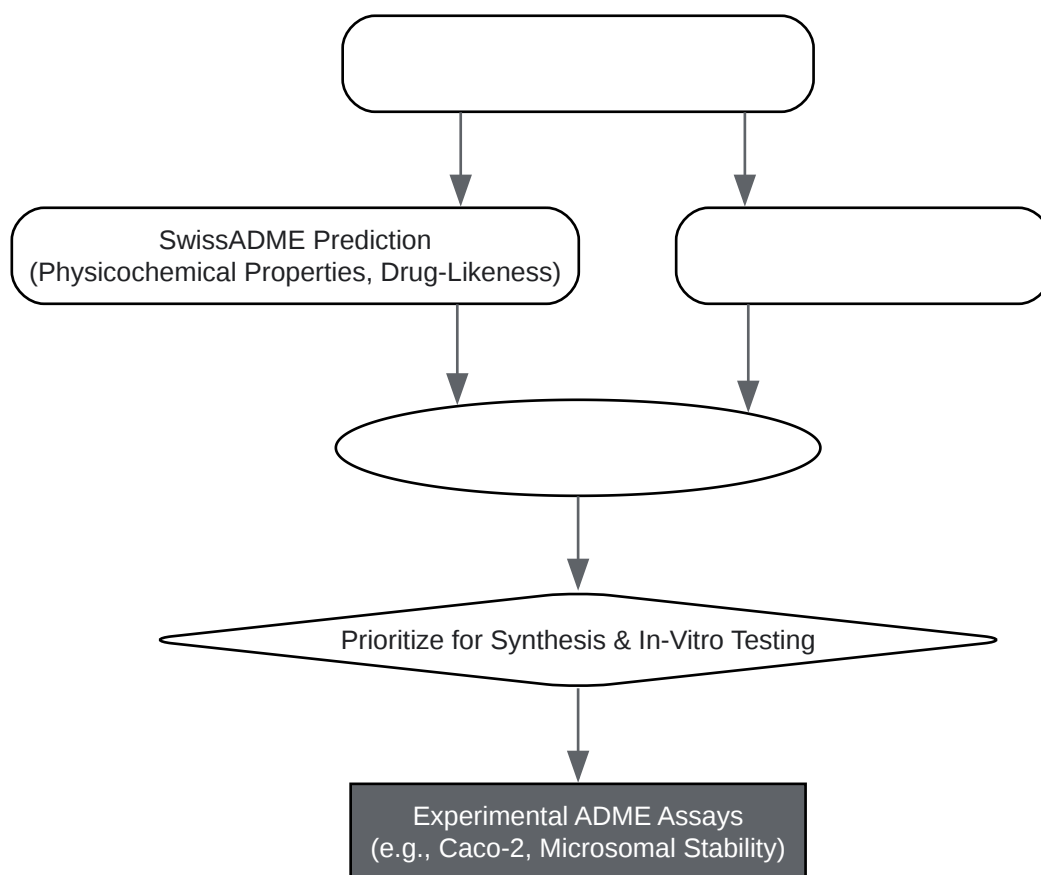 SwissADME Prediction
(Physicochemical Properties, Drug-Likeness)
Prioritize for Synthesis & In-Vitro Testing
Experimental ADME Assays
(e.g., Caco-2, Microsomal Stability)